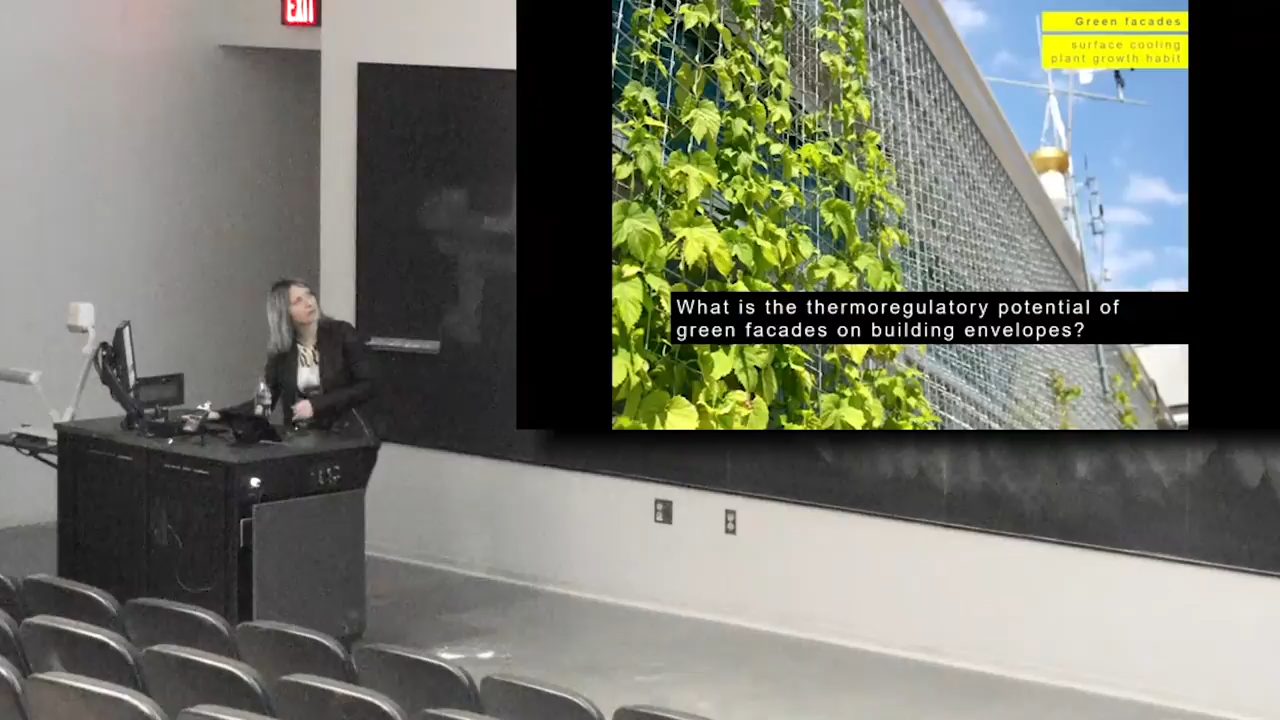 EXIT
Green facades
surface cooling
plant growth habit
What is the thermoregulatory potential of
green facades on building envelopes?